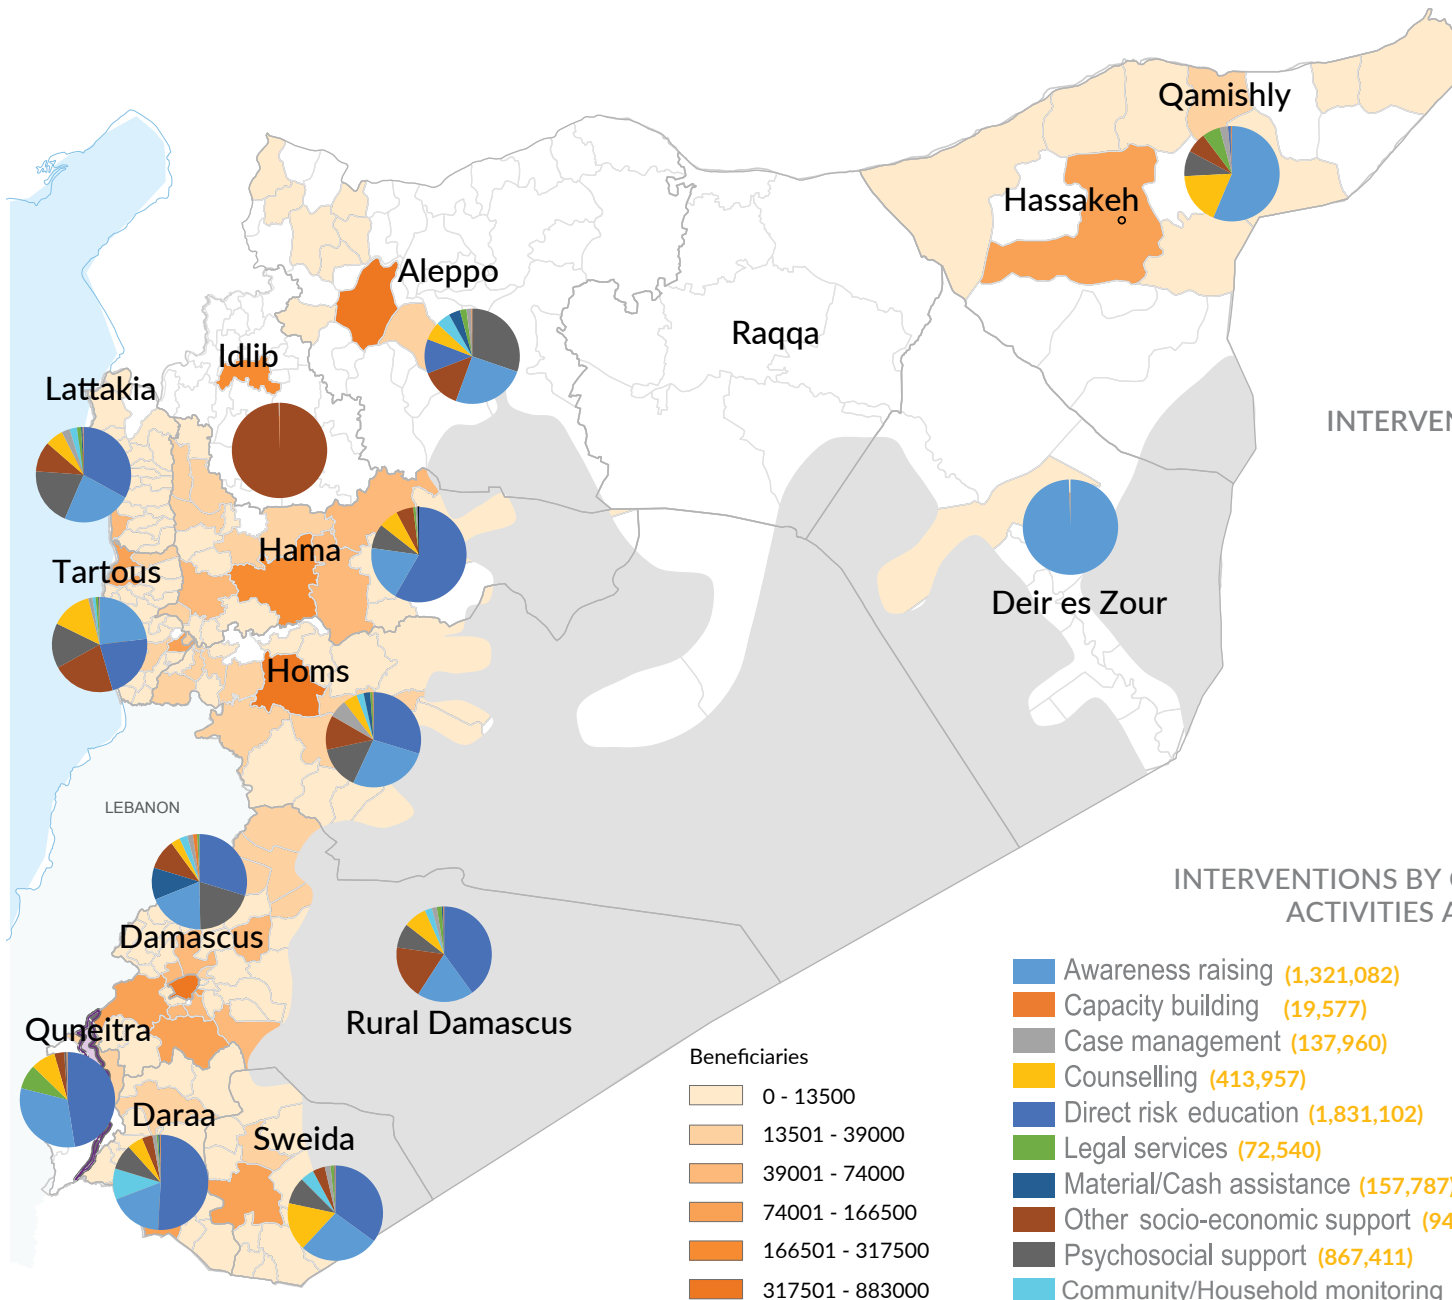 Qamishly
Hassakeh
Aleppo
Raqqa
Idlib
Lattakia
INTERVEN
Hama
Tartous
Deir es Zour
Homs
LEBANON
INTERVENTIONS BY
ACTIVITIES A
Damascus
Rural Damascus
Quneitra
Daraa
Sweida
Beneficiaries
0 - 13500
13501 - 39000
39001 - 74000
74001 - 166500
166501 - 317500
317501 - 883000
Awareness raising (1,321,082)
Capacity building (19,577)
Case management (137,960)
Counselling (413,957)
Direct risk education (1,831,102)
Legal services (72,540)
Material/Cash assistance (157,787)
Other socio-economic support (94
Psychosocial support (867,411)
Community/Household monitoring